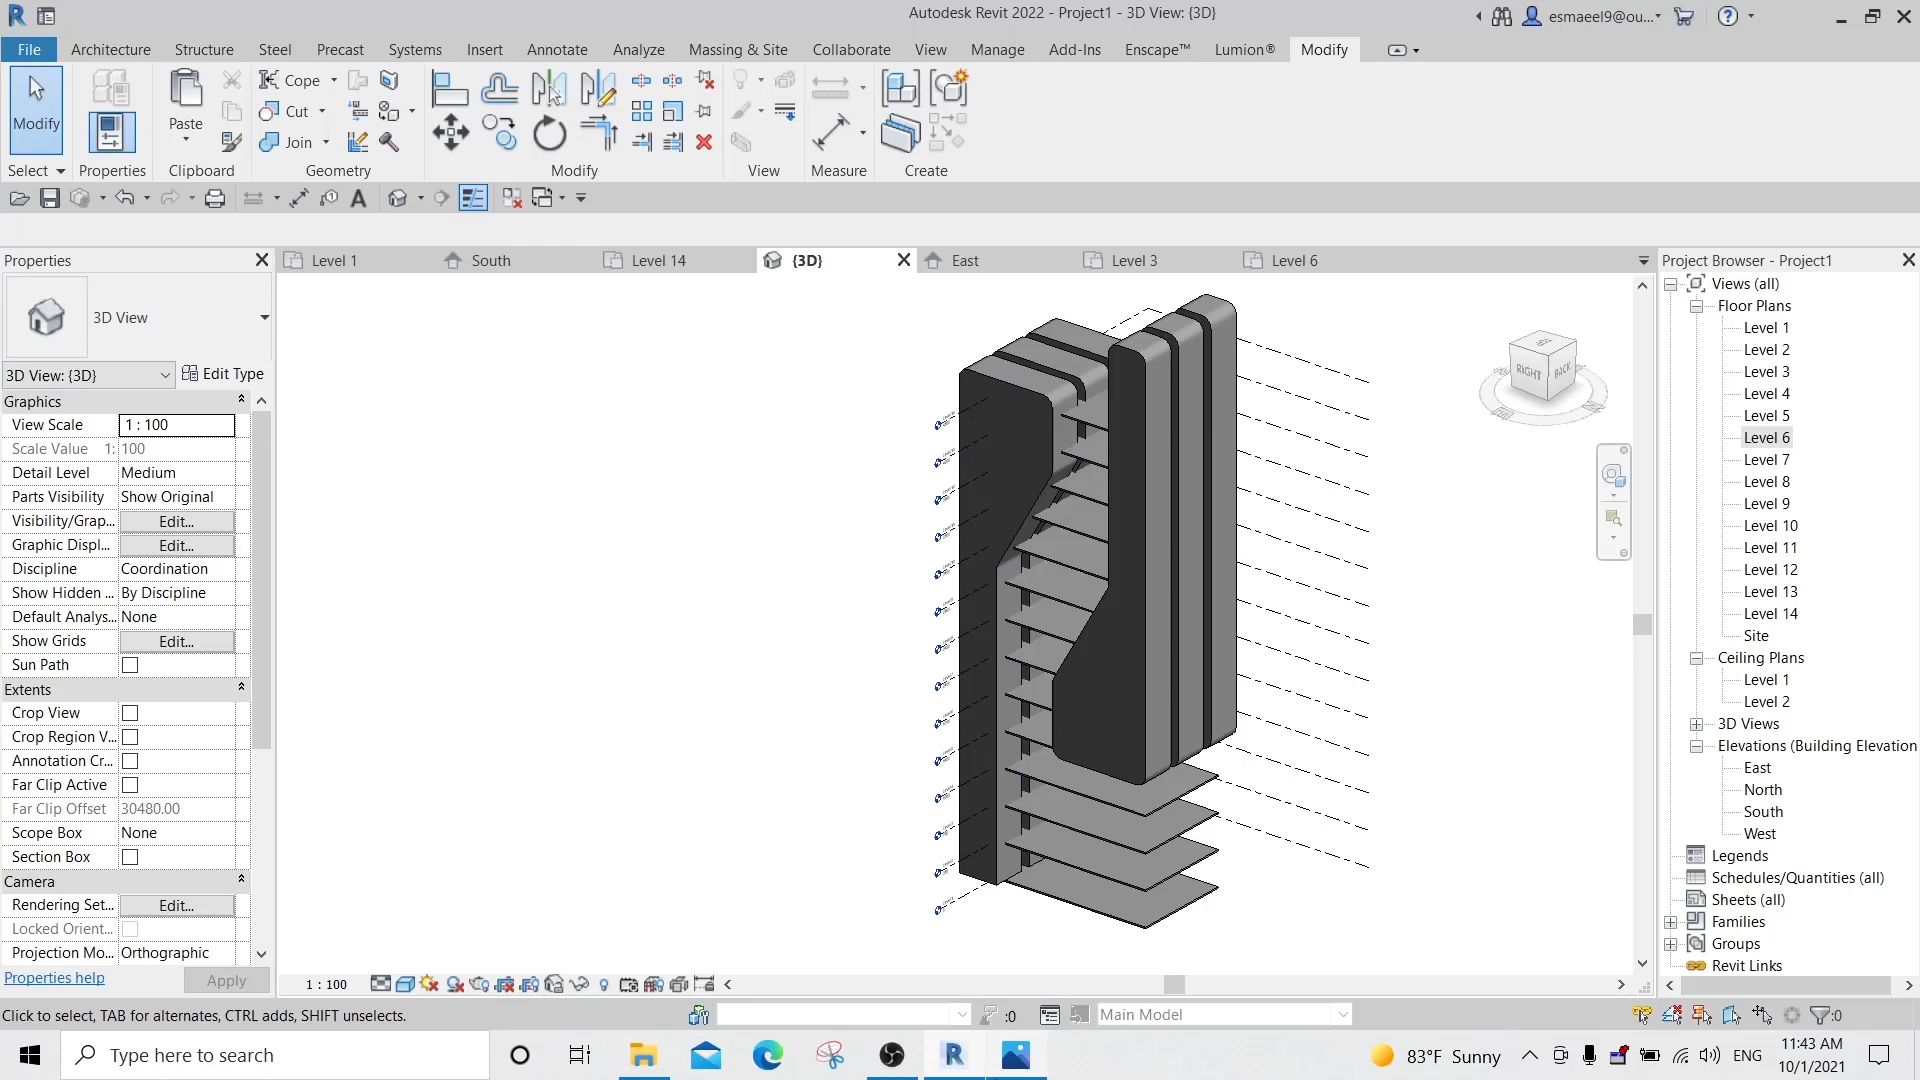 Autodesk Revit 2022 - Project1 - 3D View: {3D}
esmaeel9@ou...
File
Architecture
Structure
Steel
Precast
Systems
Insert
Annotate
Analyze
Massing & Site
Collaborate
View
Manage
Add-Ins
Enscape™
Lumion®
Modify
Modify
Paste
Cope
Cut
Join
Select
Properties
Clipboard
Geometry
Modify
View
Measure
Create
Properties
3D View
3D View: {3D}
Edit Type
Graphics
View Scale 1 : 100
Scale Value 1: 100
Detail Level Medium
Parts Visibility Show Original
Visibility/Grap... Edit...
Graphic Displ... Edit...
Discipline Coordination
Show Hidden ... By Discipline
Default Analys... None
Show Grids Edit...
Sun Path
Extents
Crop View
Crop Region V...
Annotation Cr...
Far Clip Active
Far Clip Offset 30480.00
Scope Box None
Section Box
Camera
Rendering Set... Edit...
Locked Orient...
Projection Mo... Orthographic
Properties help
Apply
Level 1
South
Level 14
{3D}
East
Level 3
Level 6
TOP
RIGHT
BACK
1 : 100
Project Browser - Project1
Views (all)
Floor Plans
Level 1
Level 2
Level 3
Level 4
Level 5
Level 6
Level 7
Level 8
Level 9
Level 10
Level 11
Level 12
Level 13
Level 14
Site
Ceiling Plans
Level 1
Level 2
3D Views
Elevations (Building Elevation
East
North
South
West
Legends
Schedules/Quantities (all)
Sheets (all)
Families
Groups
Revit Links
Click to select, TAB for alternates, CTRL adds, SHIFT unselects.
:0
Main Model
:0
Type here to search
83°F Sunny
ENG
11:43 AM
10/1/2021